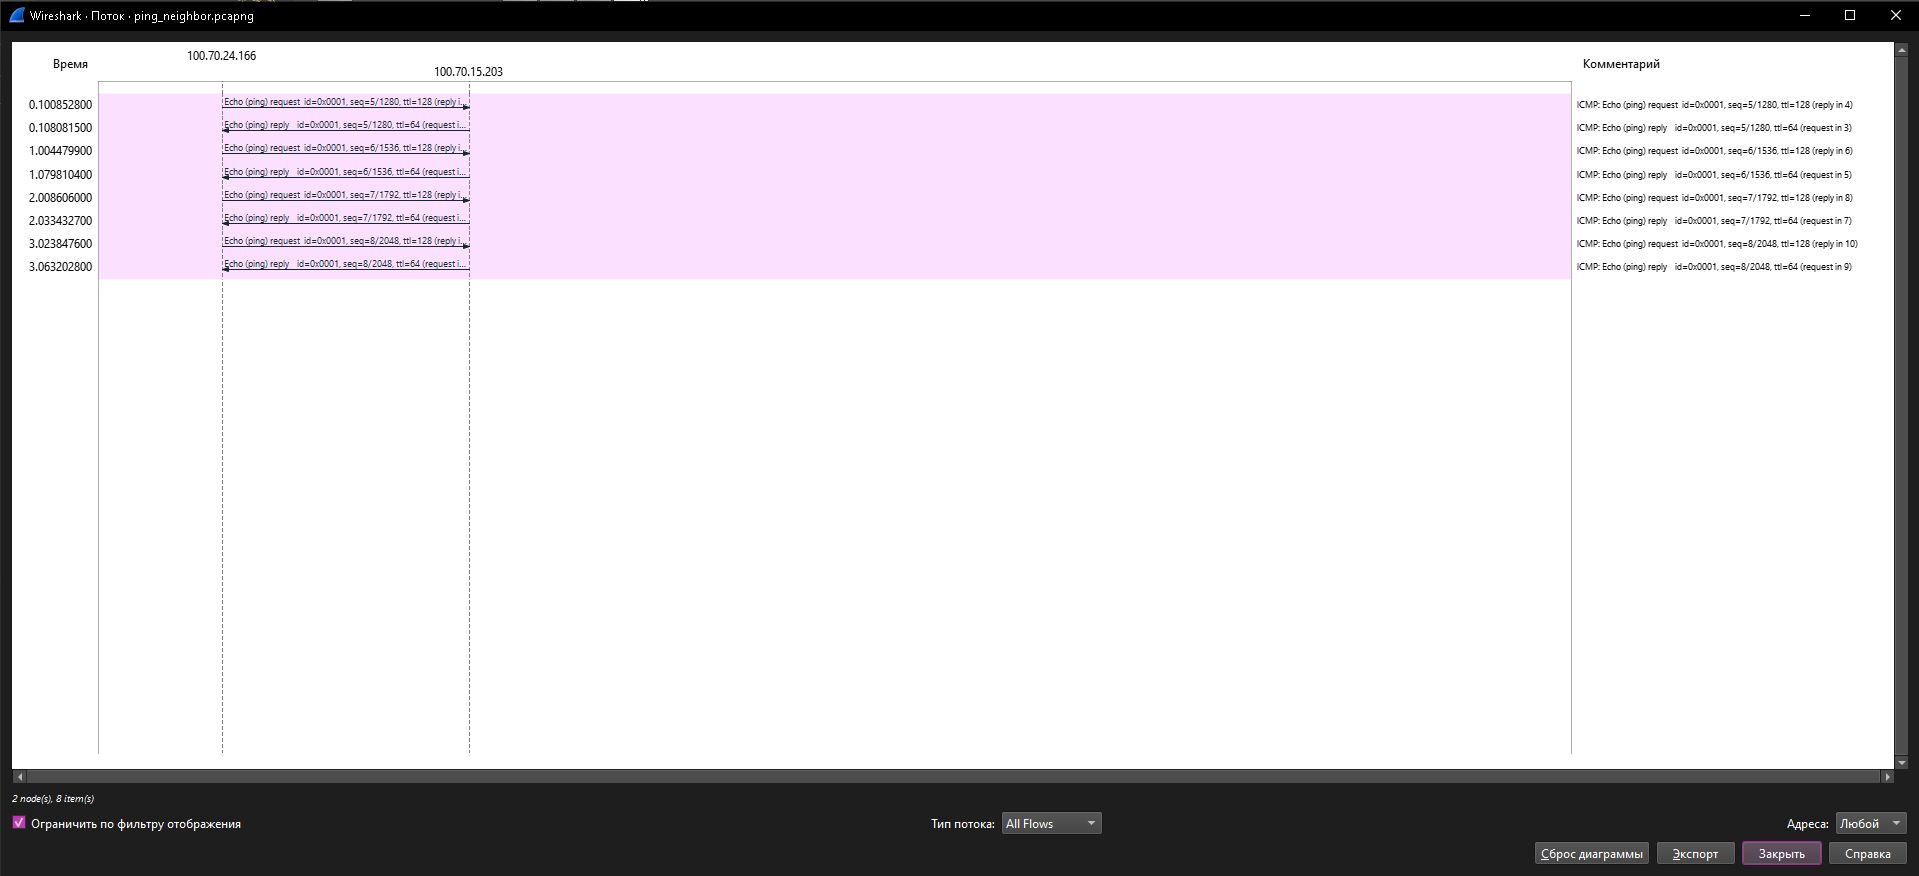 Wireshark · Поток · ping_neighbor.pcapng
Время
100.70.24.166
100.70.15.203
Комментарий
0.100852800 Echo (ping) request id=0x0001, seq=5/1280, ttl=128 (reply i... ICMP: Echo (ping) request id=0x0001, seq=5/1280, ttl=128 (reply in 4)
0.108081500 Echo (ping) reply id=0x0001, seq=5/1280, ttl=64 (request i... ICMP: Echo (ping) reply id=0x0001, seq=5/1280, ttl=64 (request in 3)
1.004479900 Echo (ping) request id=0x0001, seq=6/1536, ttl=128 (reply i... ICMP: Echo (ping) request id=0x0001, seq=6/1536, ttl=128 (reply in 6)
1.079810400 Echo (ping) reply id=0x0001, seq=6/1536, ttl=64 (request i... ICMP: Echo (ping) reply id=0x0001, seq=6/1536, ttl=64 (request in 5)
2.008606000 Echo (ping) request id=0x0001, seq=7/1792, ttl=128 (reply i... ICMP: Echo (ping) request id=0x0001, seq=7/1792, ttl=128 (reply in 8)
2.033432700 Echo (ping) reply id=0x0001, seq=7/1792, ttl=64 (request i... ICMP: Echo (ping) reply id=0x0001, seq=7/1792, ttl=64 (request in 7)
3.023847600 Echo (ping) request id=0x0001, seq=8/2048, ttl=128 (reply i... ICMP: Echo (ping) request id=0x0001, seq=8/2048, ttl=128 (reply in 10)
3.063202800 Echo (ping) reply id=0x0001, seq=8/2048, ttl=64 (request i... ICMP: Echo (ping) reply id=0x0001, seq=8/2048, ttl=64 (request in 9)
2 node(s), 8 item(s)
Ограничить по фильтру отображения
Тип потока: All Flows
Адреса: Любой
Сброс диаграммы Экспорт Закрыть Справка